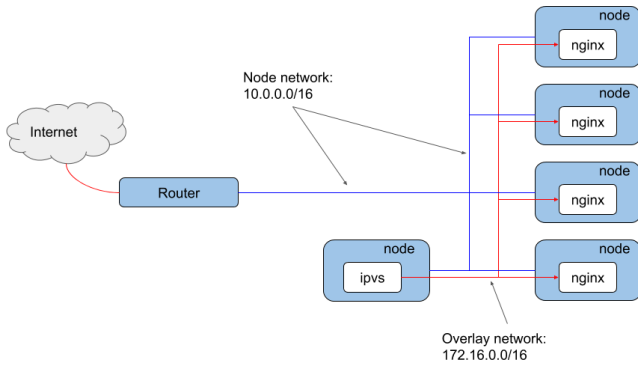 node
nginx
Node network:
10.0.0.0/16
node
nginx
Internet
node
Router
nginx
node
node
ipvs
nginx
Overlay network:
172.16.0.0/16